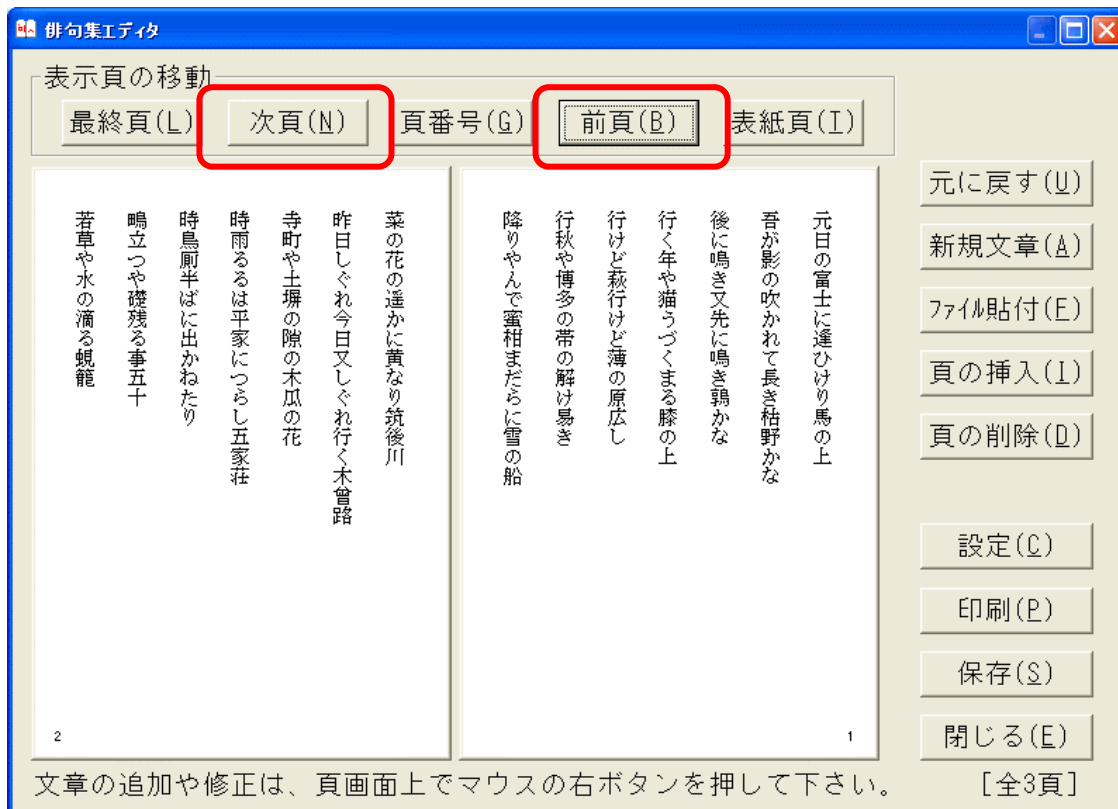 俳句集エディタ
表示頁の移動
最終頁(L)
次頁(N)
頁番号(G)
前頁(B)
表紙頁(I)
元日の富士に逢ひけり馬の上
吾が影の吹かれて長き枯野かな
後に鳴き又先に鳴き鶉かな
行く年や猫うづくまる膝の上
行けど萩行けど薄の原広し
行秋や博多の帯の解け易き
降りやんで蜜柑まだらに雪の船
1
菜の花の遥かに黄なり筑後川
昨日しぐれ今日又しぐれ行く木曾路
寺町や土塀の隙の木瓜の花
時雨るるは平家につらし五家荘
時鳥厠半ばに出かねたり
鴫立つや礎残る事五十
若草や水の滴る蜆籠
2
元に戻す(U)
新規文章(A)
ファイル貼付(F)
頁の挿入(I)
頁の削除(D)
設定(C)
印刷(P)
保存(S)
閉じる(E)
文章の追加や修正は、頁画面上でマウスの右ボタンを押して下さい。
[全3頁]